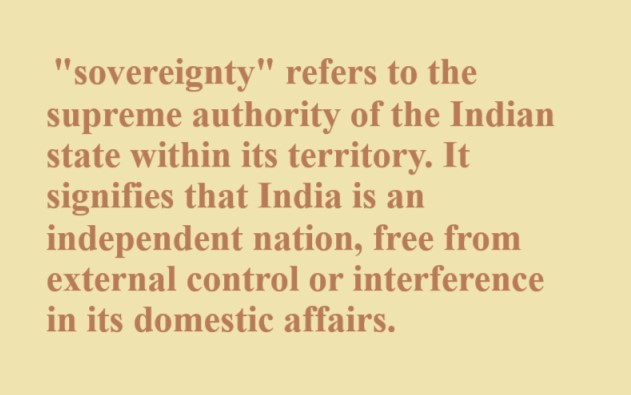 "sovereignty" refers to the
supreme authority of the Indian
state within its territory. It
signifies that India is an
independent nation, free from
external control or interference
in its domestic affairs.